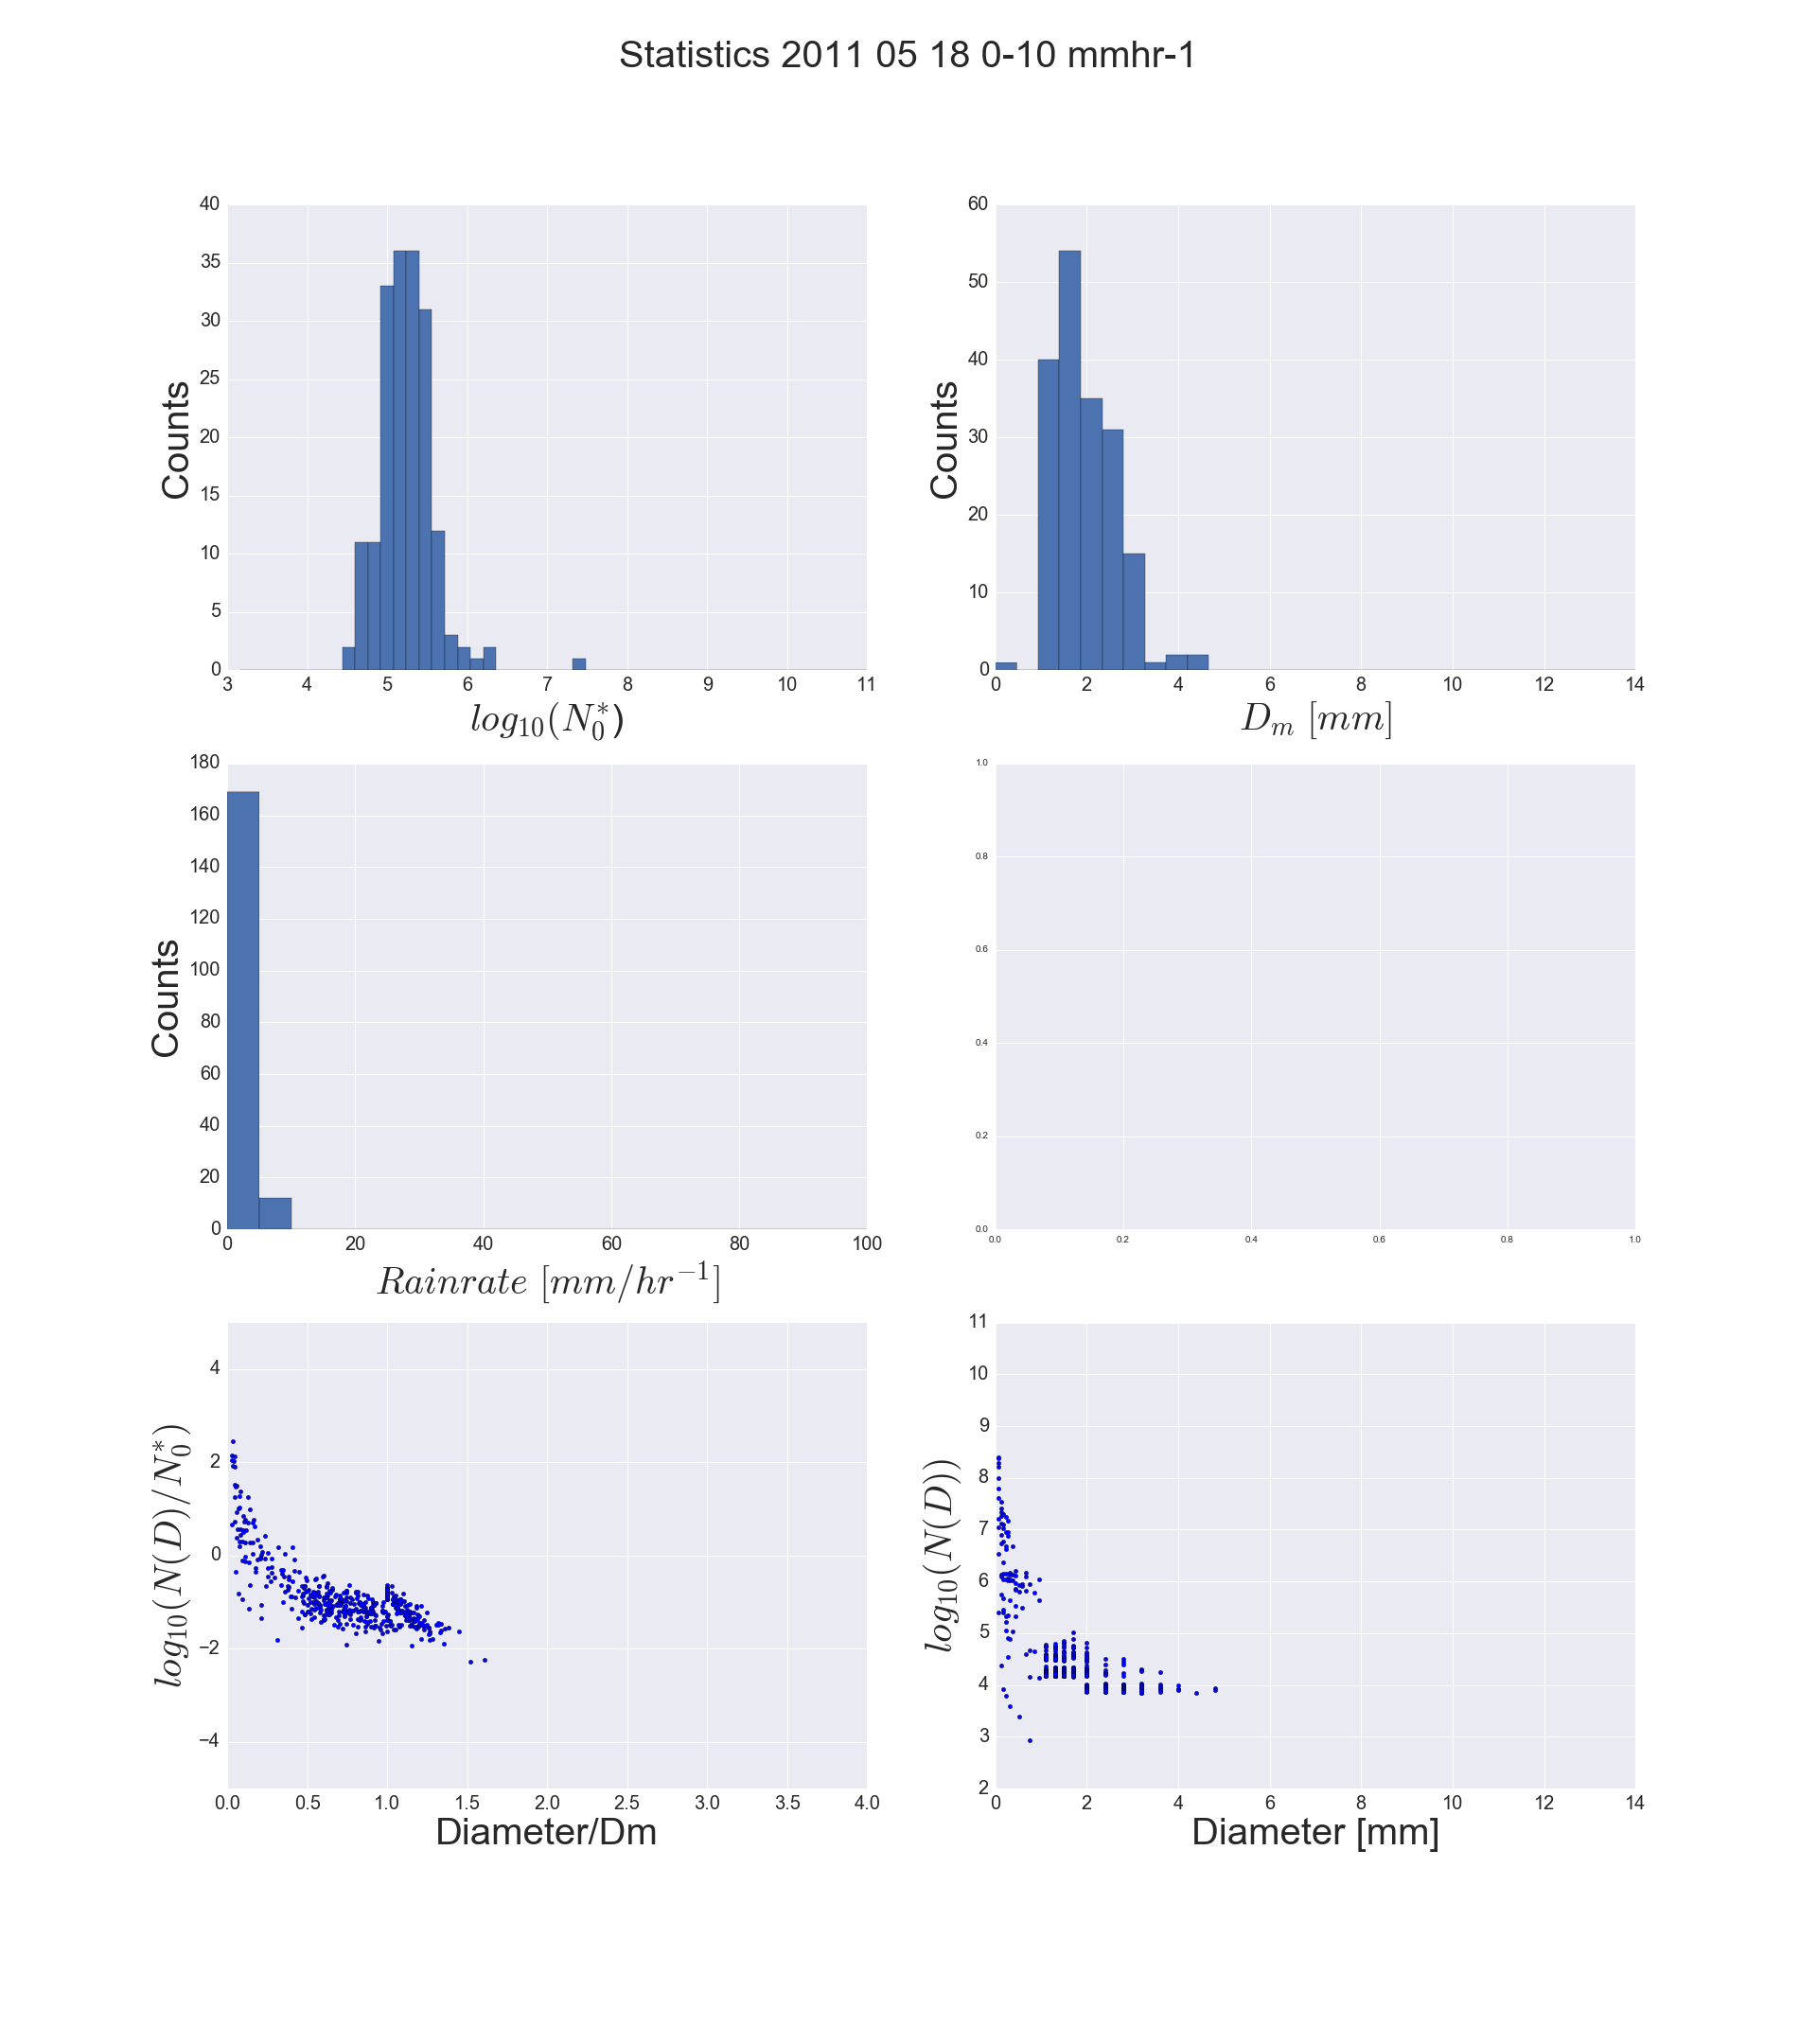 Statistics 2011 05 18 0-10 mmhr-1
40
35
30
25
20
15
10
5
0
Counts
3 4 5 6 7 8 9 10 11
log₁₀(N₀*)
60
50
40
30
20
10
0
Counts
0 2 4 6 8 10 12 14
Dₘ [mm]
180
160
140
120
100
80
60
40
20
0
Counts
0 20 40 60 80 100
Rainrate [mm/hr⁻¹]
1.0
0.8
0.6
0.4
0.2
0.0
0.0 0.2 0.4 0.6 0.8 1.0
4
2
0
−2
−4
log₁₀(N(D)/N₀*)
0.0 0.5 1.0 1.5 2.0 2.5 3.0 3.5 4.0
Diameter/Dm
11
10
9
8
7
6
5
4
3
2
log₁₀(N(D))
0 2 4 6 8 10 12 14
Diameter [mm]